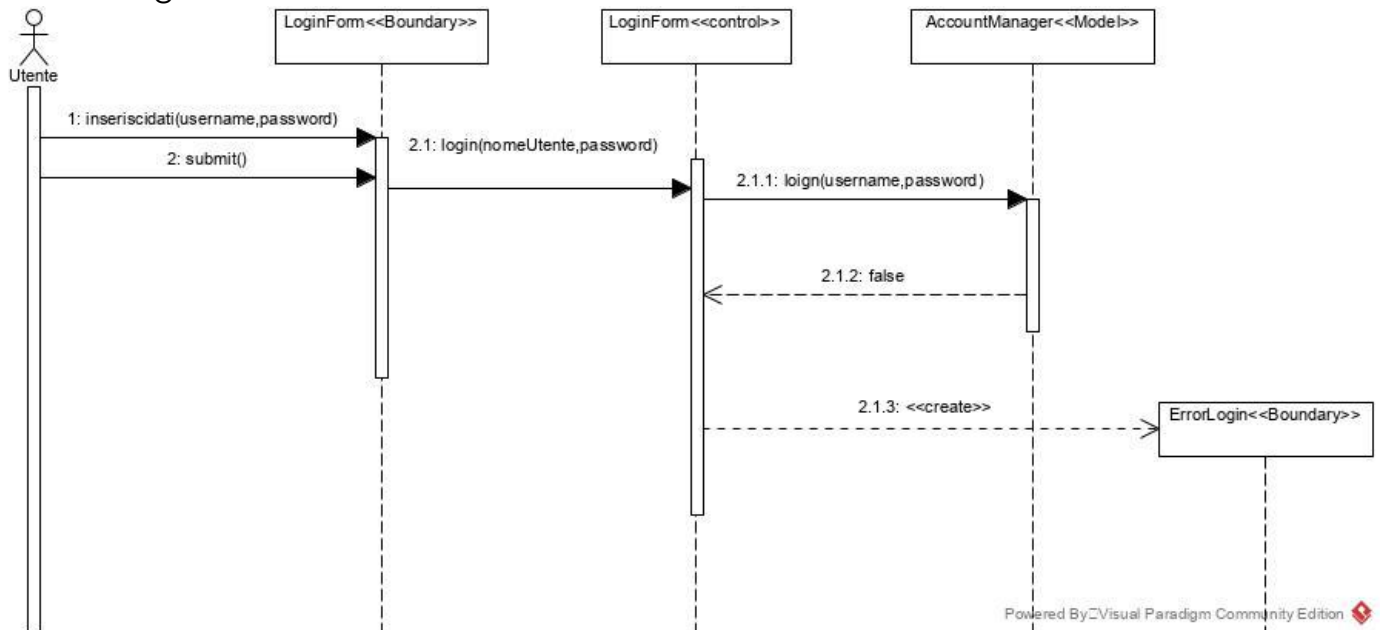 LoginForm<<Boundary>>
LoginForm<<control>>
AccountManager<<Model>>
Utente
1: inseriscidati(username,password)
2.1: login(nomeUtente,password)
2: submit()
2.1.1: loign(username,password)
2.1.2: false
2.1.3: <<create>>
ErrorLogin<<Boundary>>
Powered By Visual Paradigm Community Edition